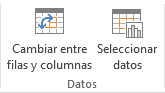 Cambiar entre
filas y columnas
Seleccionar
datos
Datos